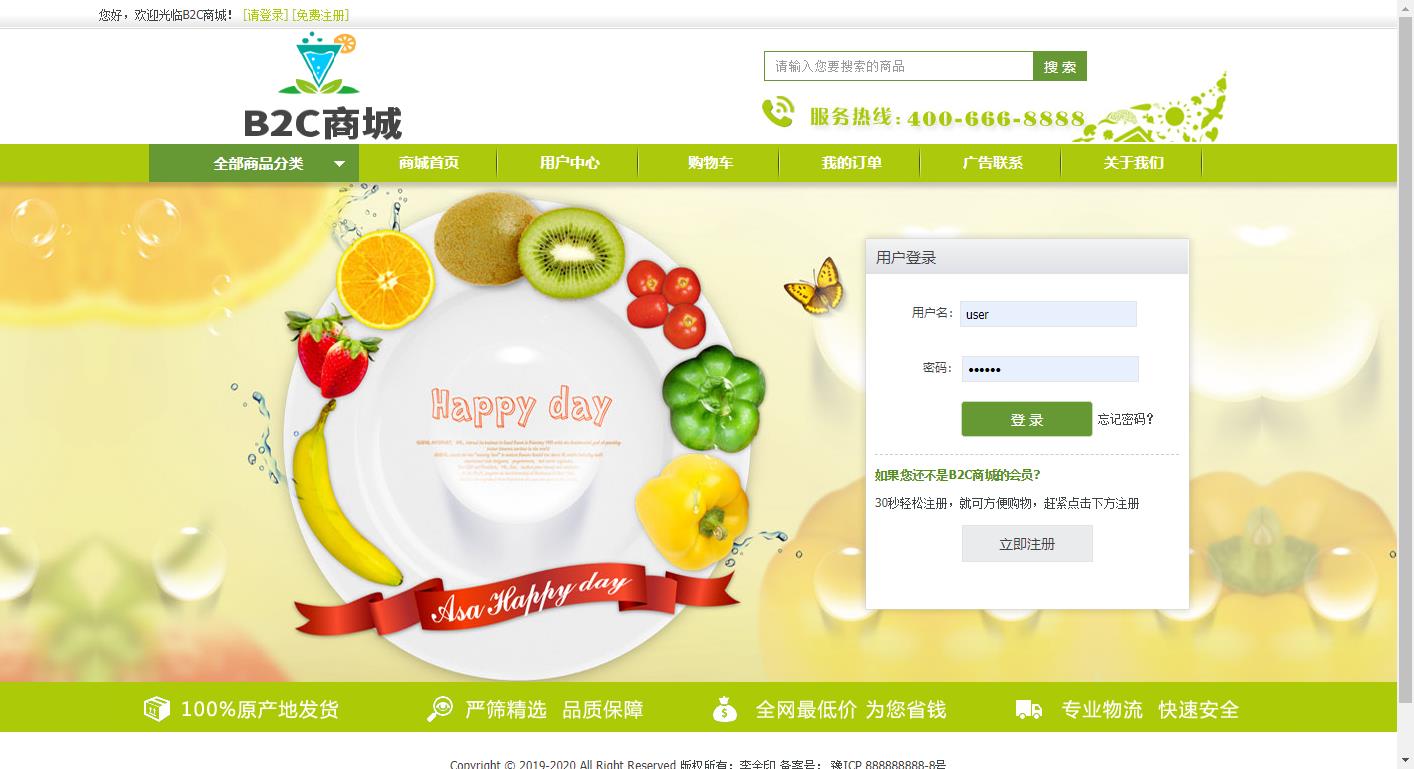 您好，欢迎光临B2C商城！ [请登录] [免费注册]
B2C商城
请输入您要搜索的商品
搜 索
服务热线：400-666-8888
全部商品分类
商城首页
用户中心
购物车
我的订单
广告联系
关于我们
用户登录
用户名： user
密码： ••••••
登 录 忘记密码？
如果您还不是B2C商城的会员？
30秒轻松注册，就可方便购物，赶紧点击下方注册
立即注册
Happy day
Asa Happy day
100%原产地发货
严筛精选 品质保障
全网最低价 为您省钱
专业物流 快速安全
Copyright © 2019-2020 All Right Reserved 版权所有：李金印 备案号： 豫ICP 888888888-8号